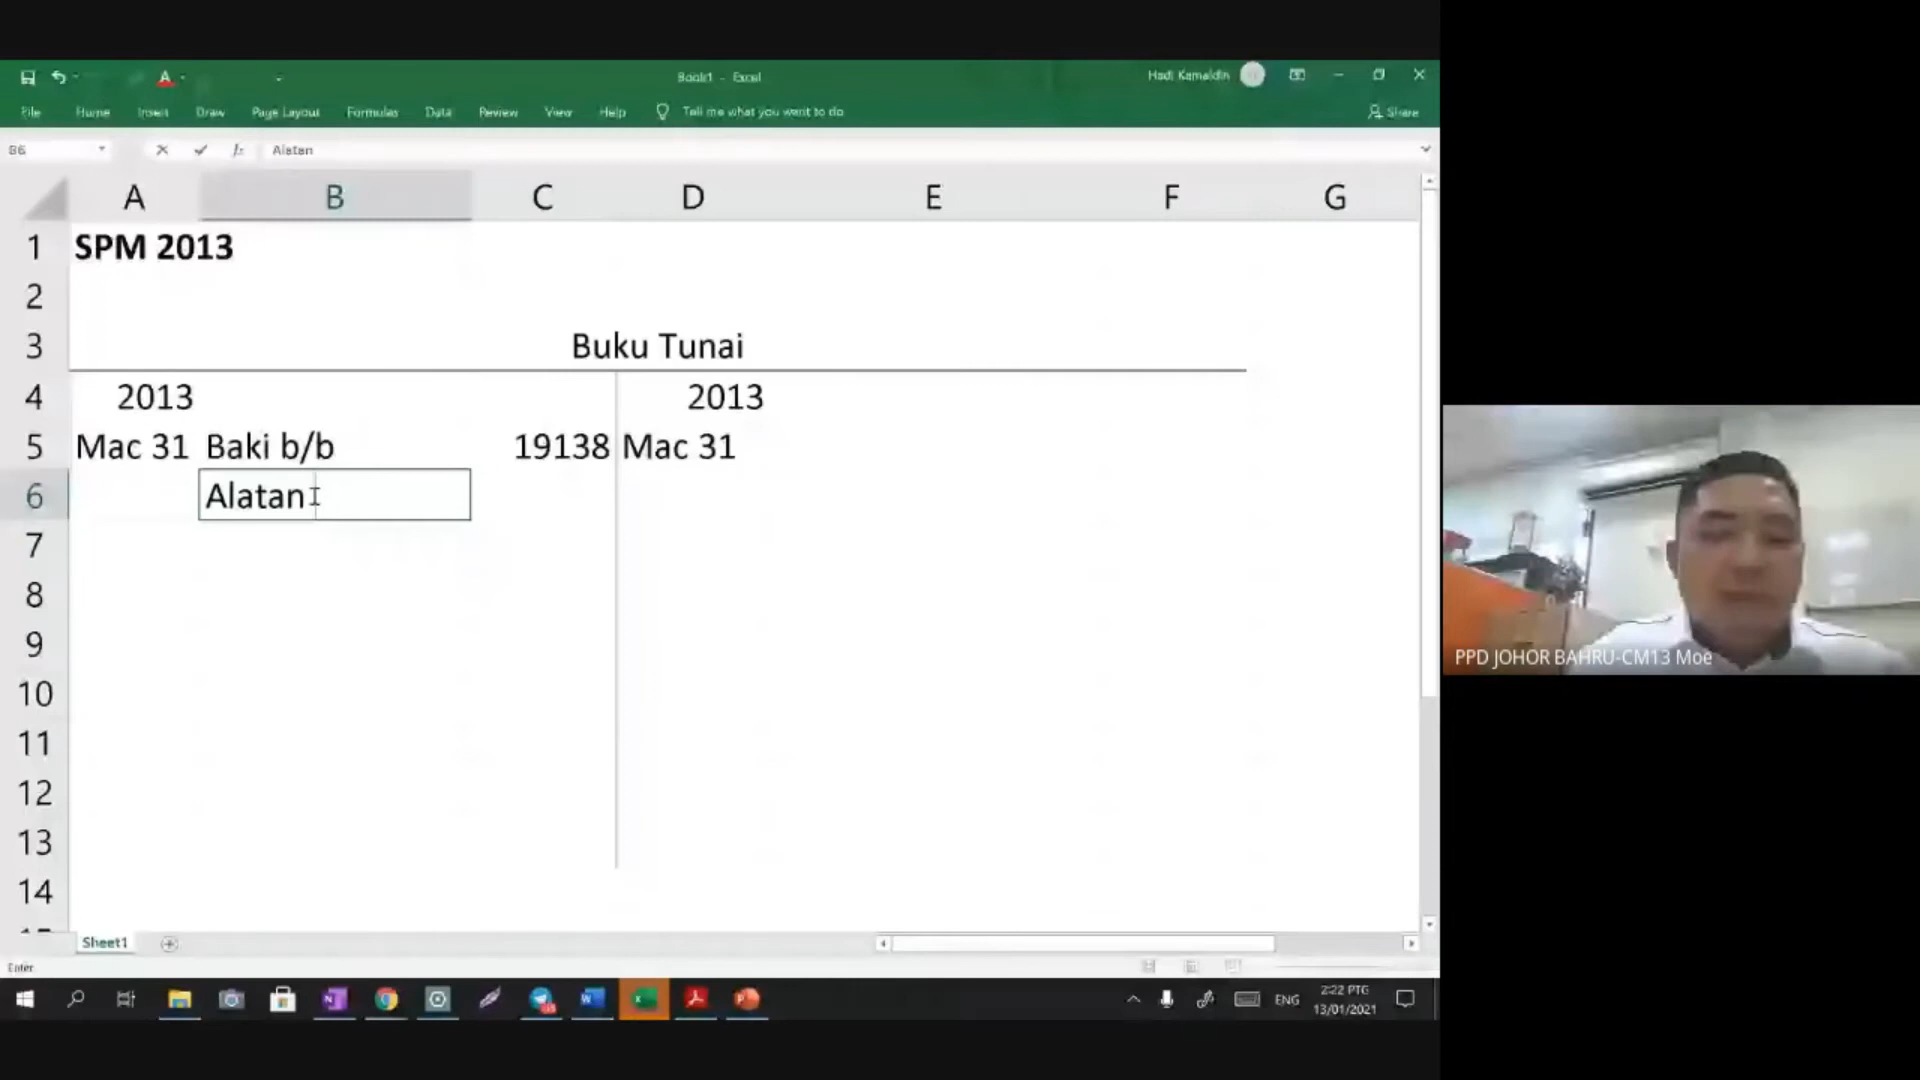 Book1 - Excel
Hadi Kamaldin
File Home Insert Draw Page Layout Formulas Data Review View Help Tell me what you want to do Share
B6 fx Alatan
A B C D E F G
1 SPM 2013
2
3 Buku Tunai
4 2013 2013
5 Mac 31 Baki b/b 19138 Mac 31
6 Alatan
7
8
9
10
11
12
13
14
PPD JOHOR BAHRU-CM13 Moe
Sheet1
Enter
ENG 2:22 PTG
13/01/2021